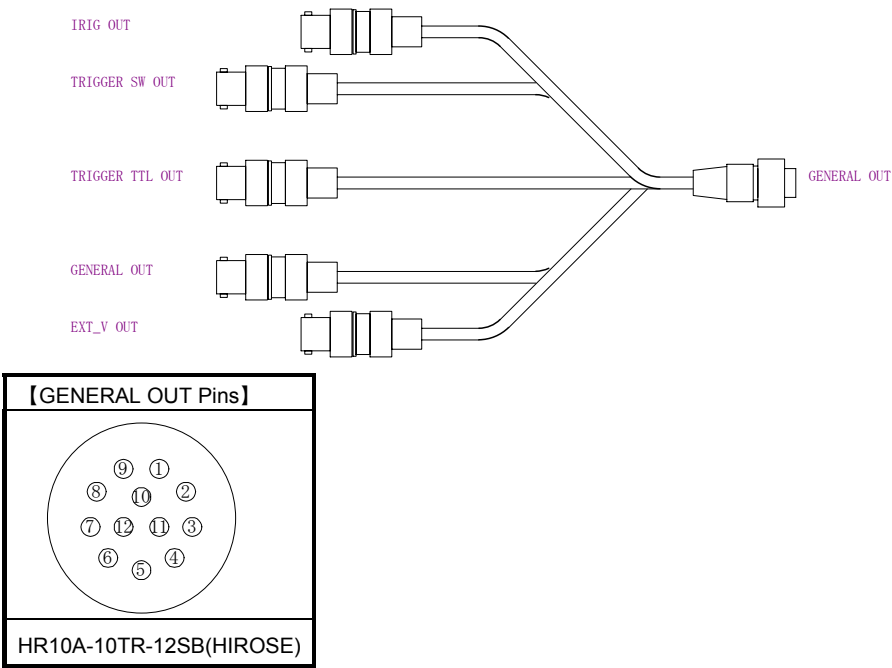 IRIG OUT
TRIGGER SW OUT
TRIGGER TTL OUT
GENERAL OUT
GENERAL OUT
EXT_V OUT
【GENERAL OUT Pins】
⑨ ①
⑧ ⑩ ②
⑦ ⑫ ⑪ ③
⑥ ⑤ ④
HR10A-10TR-12SB(HIROSE)